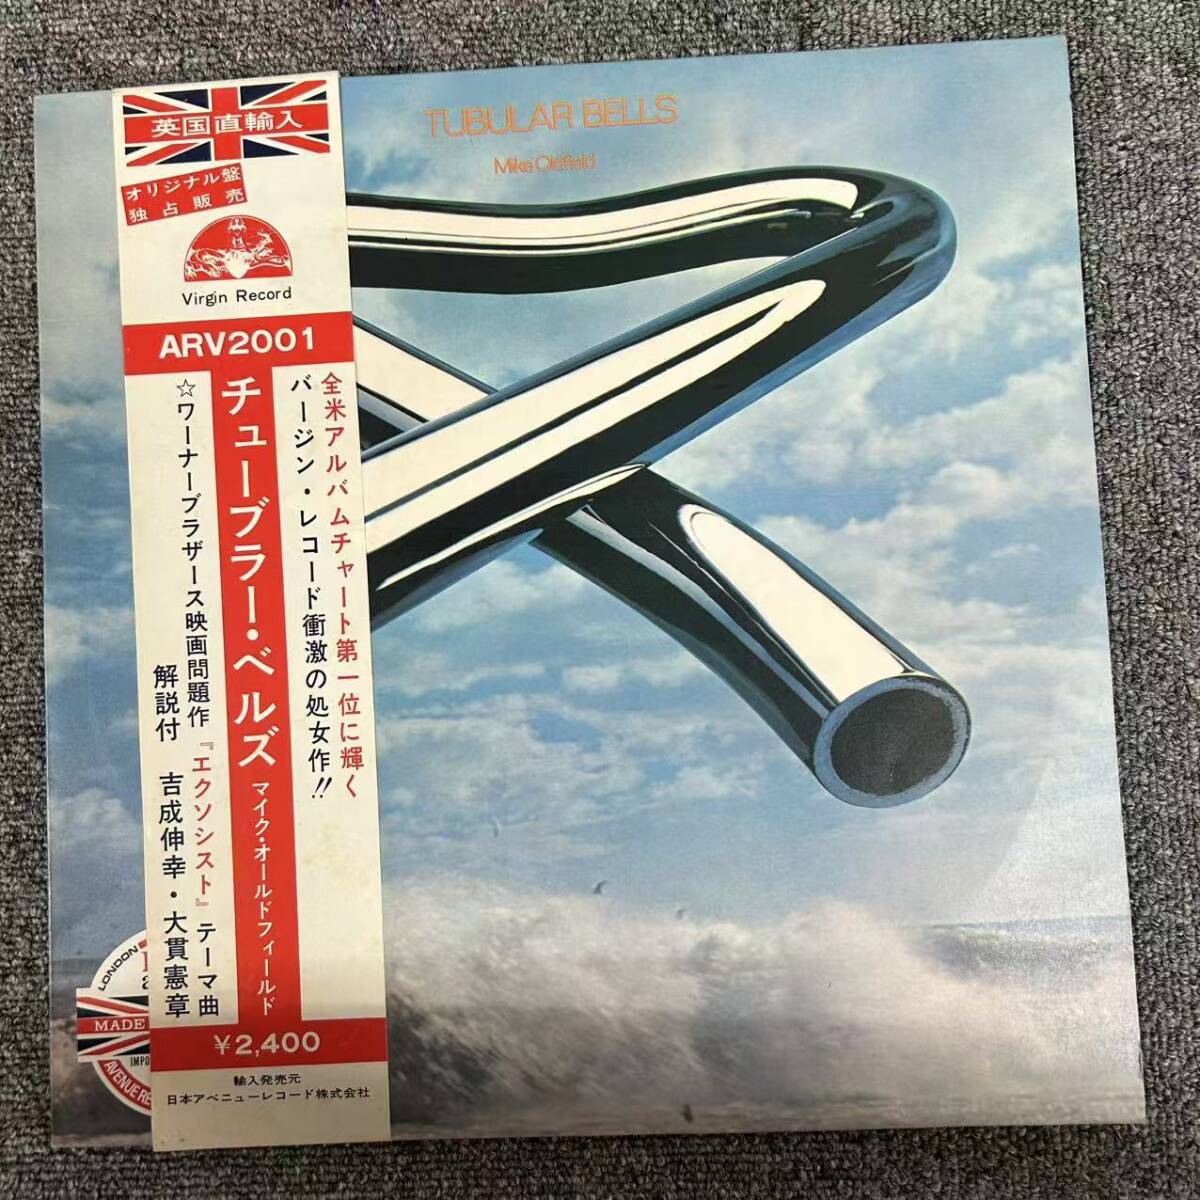 TUBULAR BELLS
Mike Oldfield
英国直輸入
オリジナル盤
独占販売
Virgin Record
ARV2001
全米アルバムチャート第一位に輝く
バージン・レコード衝激の処女作!!
チューブラー・ベルズ マイク・オールドフィールド
☆ワーナーブラザース映画問題作『エクソシスト』テーマ曲
解説付 吉成伸幸・大貫憲章
¥2,400
輸入発売元
日本アベニューレコード株式会社
LONDON
MADE
IMPO
AVENUE RE